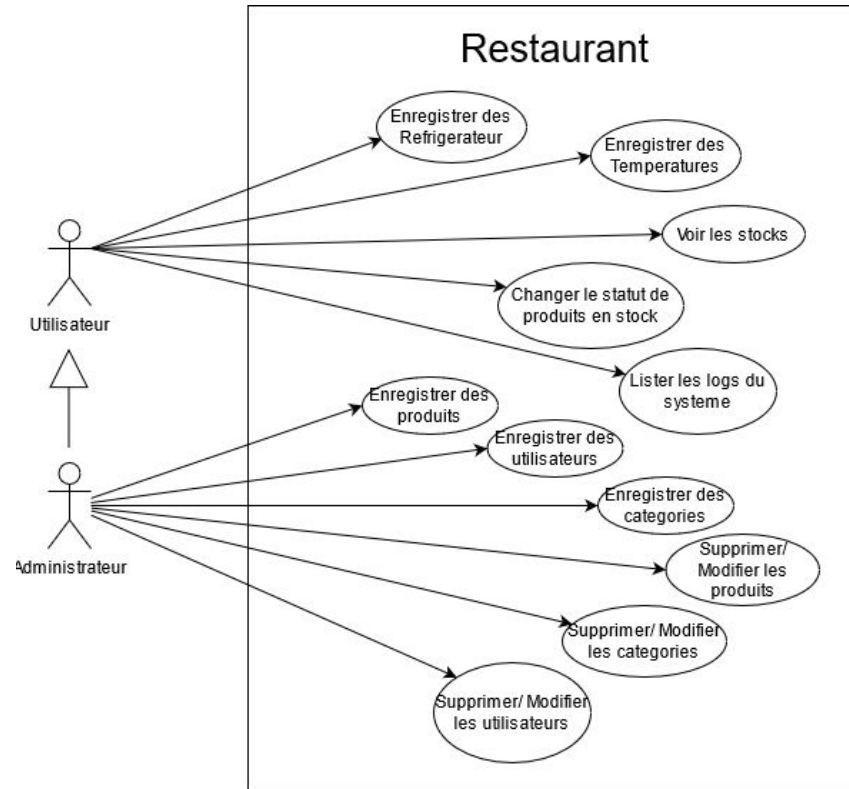 Restaurant
Enregistrer des
Refrigerateur
Enregistrer des
Temperatures
Voir les stocks
Changer le statut de
produits en stock
Utilisateur
Lister les logs du
systeme
Enregistrer des
produits
Enregistrer des
utilisateurs
Enregistrer des
categories
Administrateur
Supprimer/
Modifier les
produits
Supprimer/ Modifier
les categories
Supprimer/ Modifier
les utilisateurs